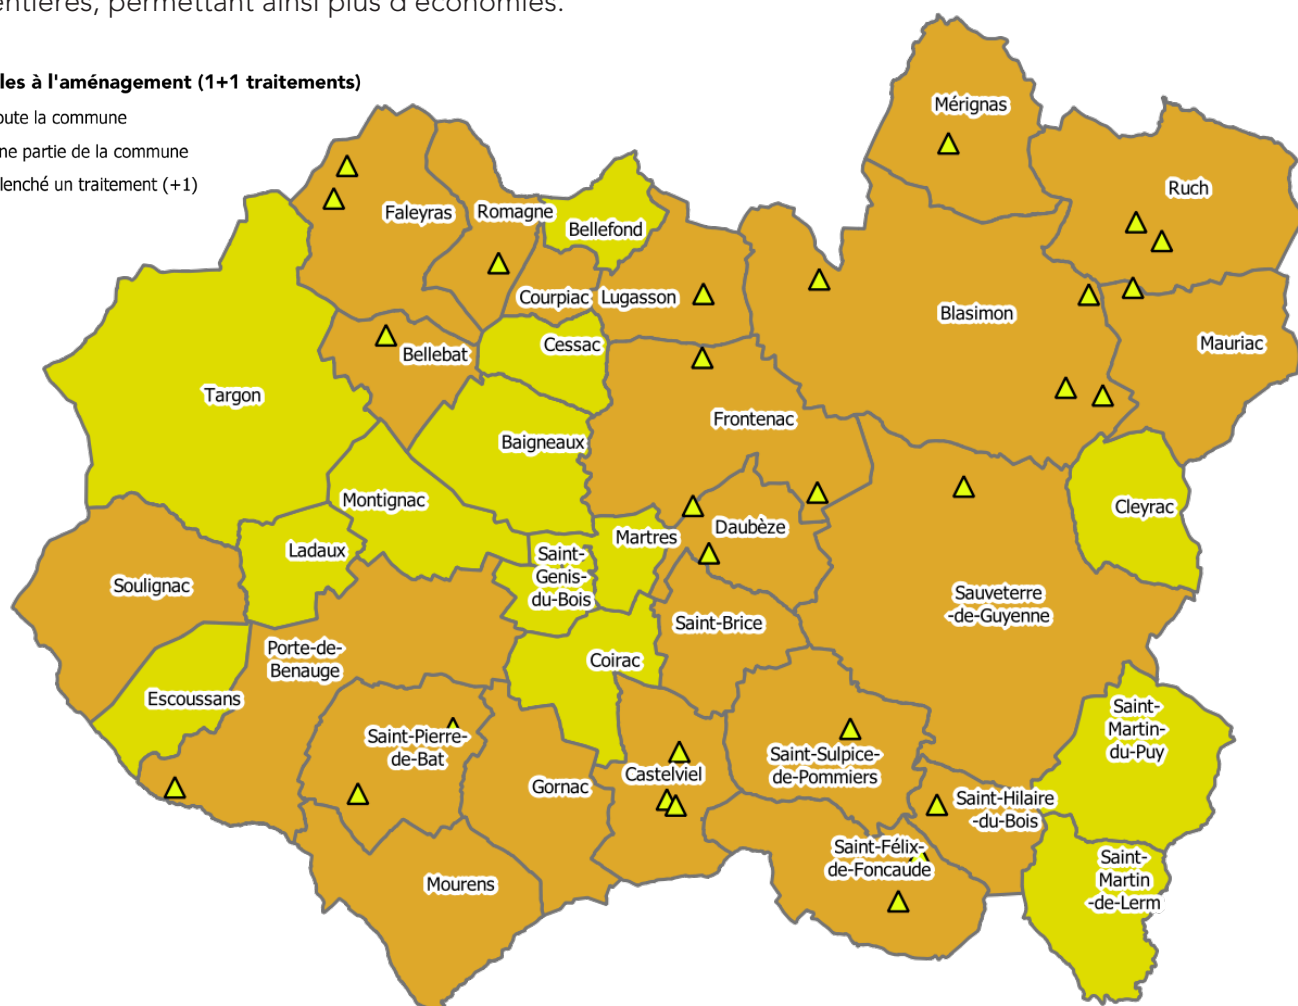 entières, permettant ainsi plus d'économies.
les à l'aménagement (1+1 traitements)
oute la commune
ne partie de la commune
lenché un traitement (+1)
Mérignas
Ruch
Faleyras
Romagne
Bellefond
Courpiac
Lugasson
Blasimon
Mauriac
Cessac
Bellebat
Targon
Frontenac
Baigneaux
Montignac
Cleyrac
Daubèze
Martres
Ladaux
Saint-
Genis-
du-Bois
Soulignac
Sauveterre
-de-Guyenne
Saint-Brice
Porte-de-
Benauge
Coirac
Escoussans
Saint-
Martin-
du-Puy
Saint-Pierre-
de-Bat
Saint-Sulpice-
de-Pommiers
Castelviel
Gornac
Saint-Hilaire
-du-Bois
Saint-Félix-
de-Foncaude
Mourens
Saint-
Martin
-de-Lerm